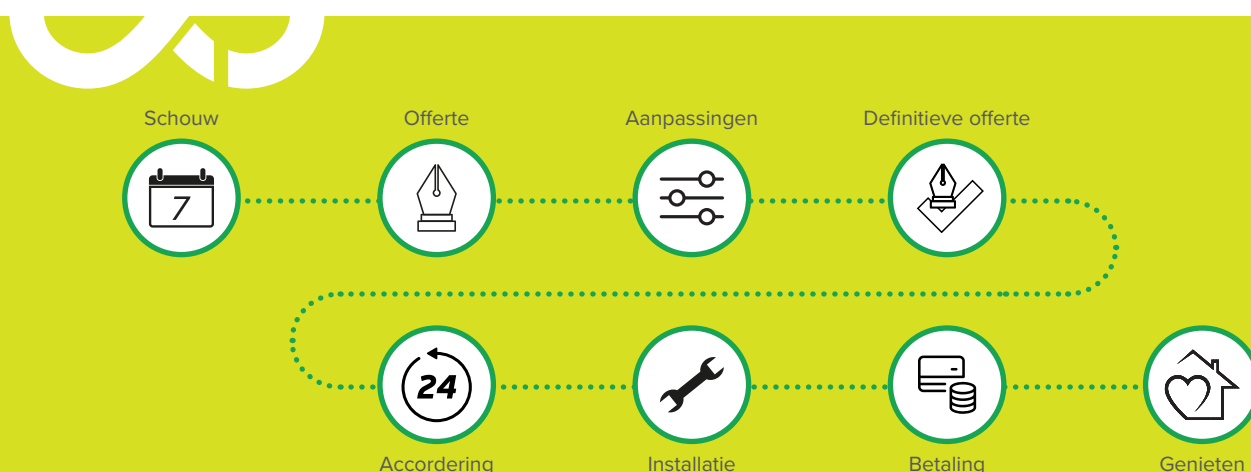 Schouw
Offerte
Aanpassingen
Definitieve offerte
7
24
Accordering
Installatie
Betaling
Genieten